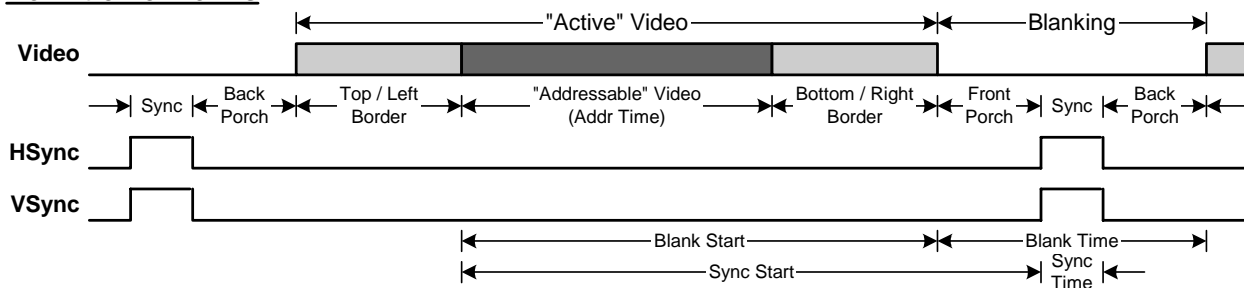 "Active" Video
Blanking
Video
Sync
Back
Porch
Top / Left
Border
"Addressable" Video
(Addr Time)
Bottom / Right
Border
Front
Porch
Sync
Back
Porch
HSync
VSync
Blank Start
Blank Time
Sync Start
Sync
Time